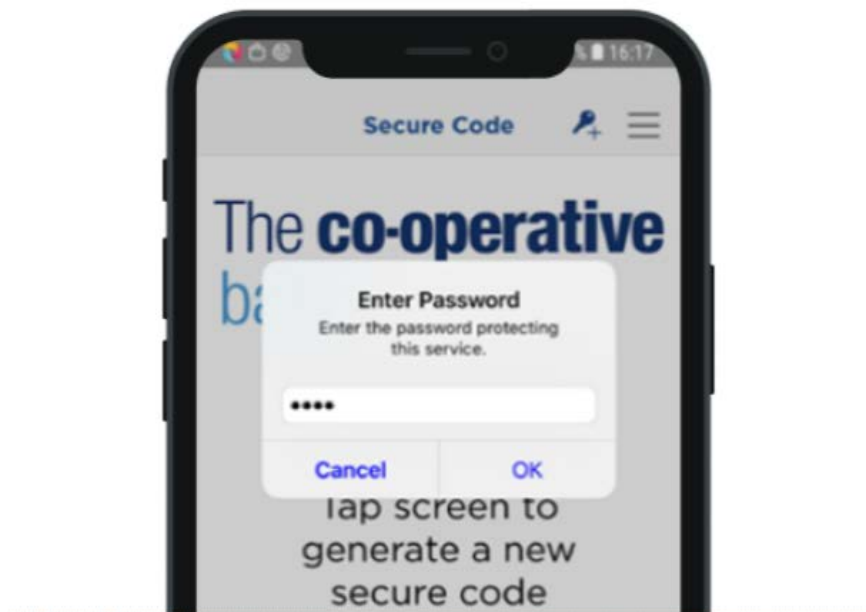 16:17
Secure Code
The co-operative
ba
Enter Password
Enter the password protecting
this service.
••••
Cancel
OK
Tap screen to
generate a new
secure code